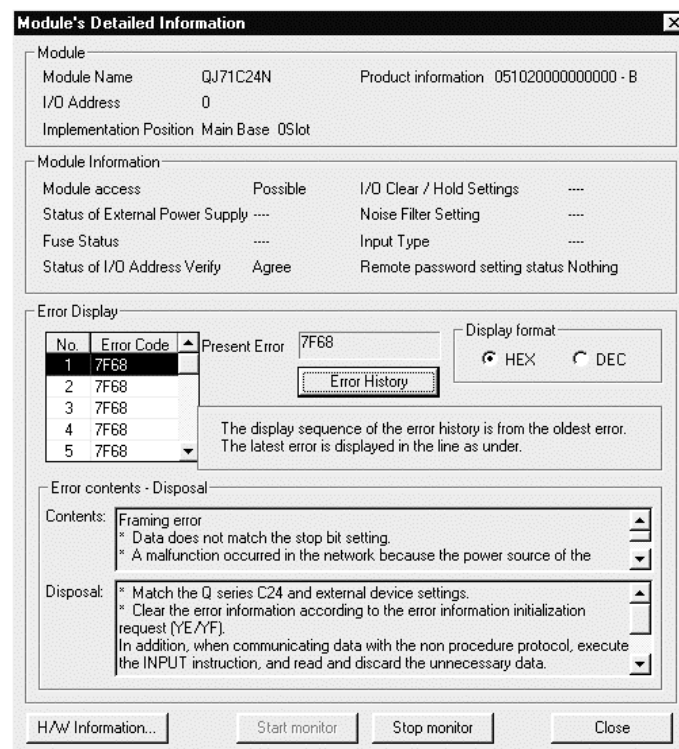 Module's Detailed Information
Module
Module Name QJ71C24N Product information 051020000000000 - B
I/O Address 0
Implementation Position Main Base 0Slot
Module Information
Module access Possible I/O Clear / Hold Settings ----
Status of External Power Supply ---- Noise Filter Setting ----
Fuse Status ---- Input Type ----
Status of I/O Address Verify Agree Remote password setting status Nothing
Error Display
No. Error Code Present Error 7F68 Display format
1 7F68 HEX DEC
2 7F68 Error History
3 7F68
4 7F68 The display sequence of the error history is from the oldest error.
5 7F68 The latest error is displayed in the line as under.
Error contents - Disposal
Contents: Framing error
* Data does not match the stop bit setting.
* A malfunction occurred in the network because the power source of the
Disposal: * Match the Q series C24 and external device settings.
* Clear the error information according to the error information initialization
request (YE/YF).
In addition, when communicating data with the non procedure protocol, execute
the INPUT instruction, and read and discard the unnecessary data.
H/W Information... Start monitor Stop monitor Close